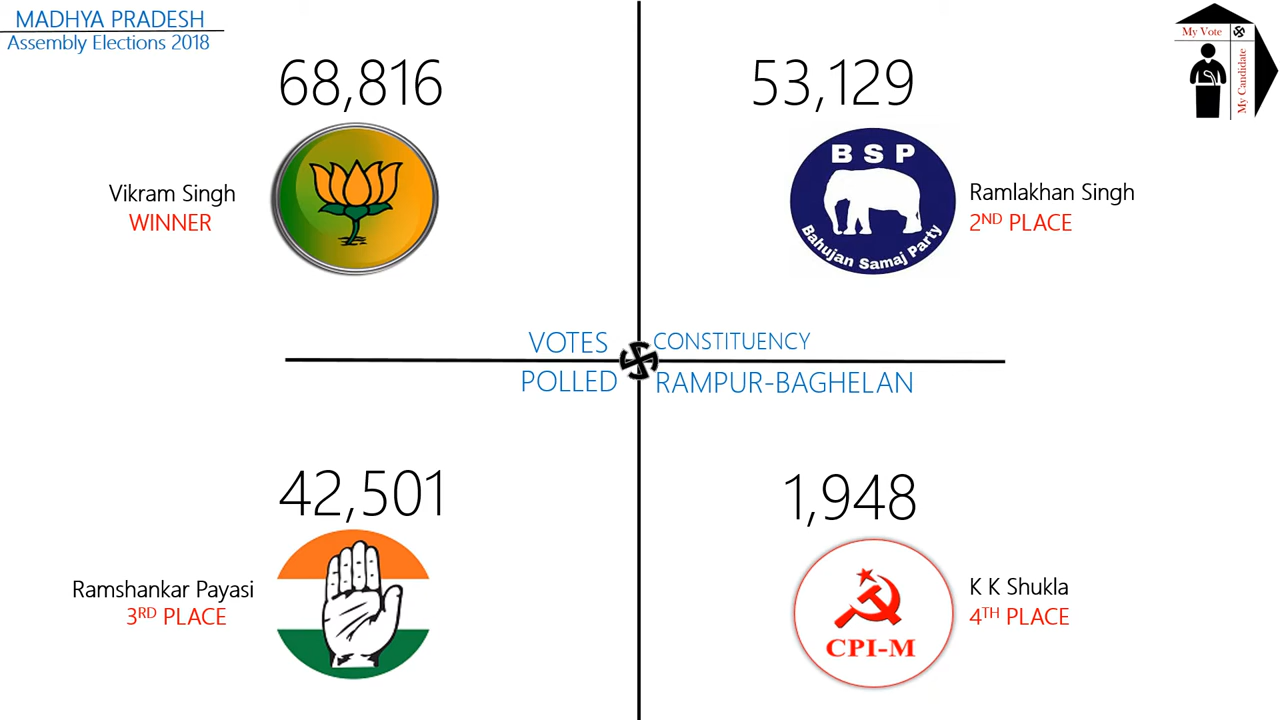 MADHYA PRADESH
Assembly Elections 2018
My Vote
My Candidate
68,816
Vikram Singh
WINNER
53,129
BSP
Bahujan Samaj Party
Ramlakhan Singh
2ND PLACE
VOTES
POLLED
CONSTITUENCY
RAMPUR-BAGHELAN
42,501
Ramshankar Payasi
3RD PLACE
1,948
CPI-M
K K Shukla
4TH PLACE